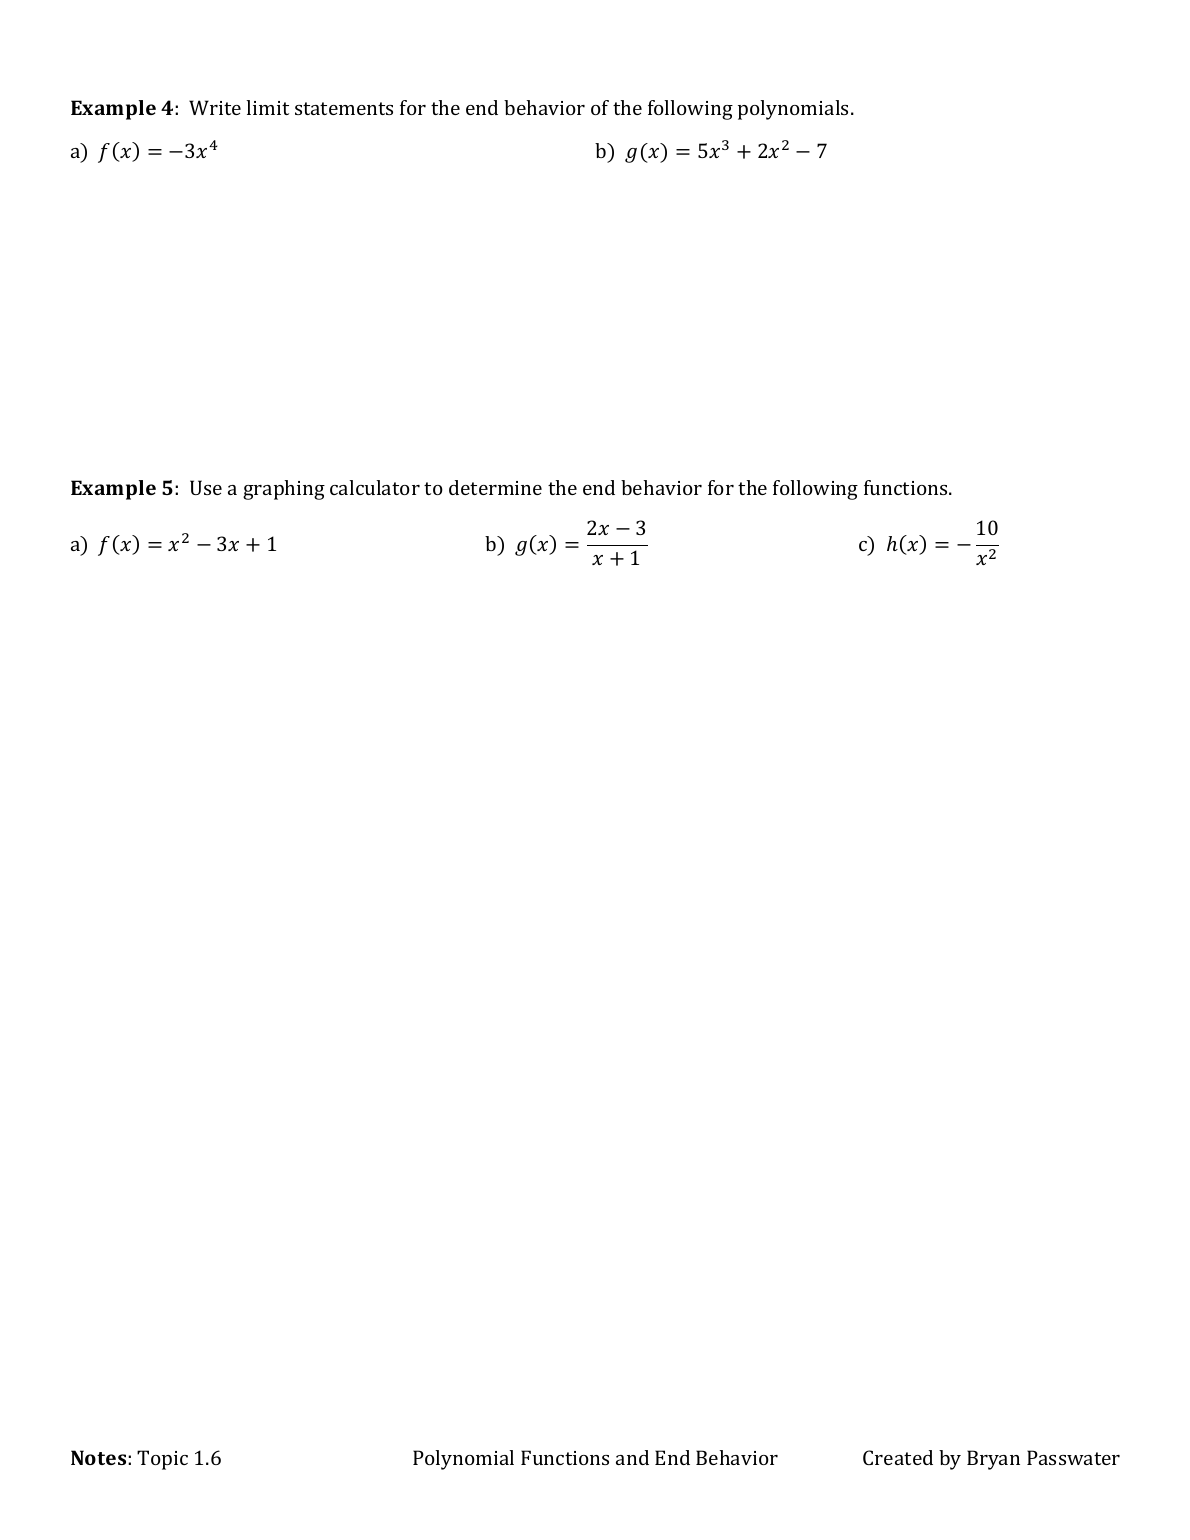 Example 4: Write limit statements for the end behavior of the following polynomials.
a) f(x) = −3x⁴ b) g(x) = 5x³ + 2x² − 7
Example 5: Use a graphing calculator to determine the end behavior for the following functions.
a) f(x) = x² − 3x + 1 b) g(x) = (2x − 3)/(x + 1) c) h(x) = −10/x²
Notes: Topic 1.6 Polynomial Functions and End Behavior Created by Bryan Passwater